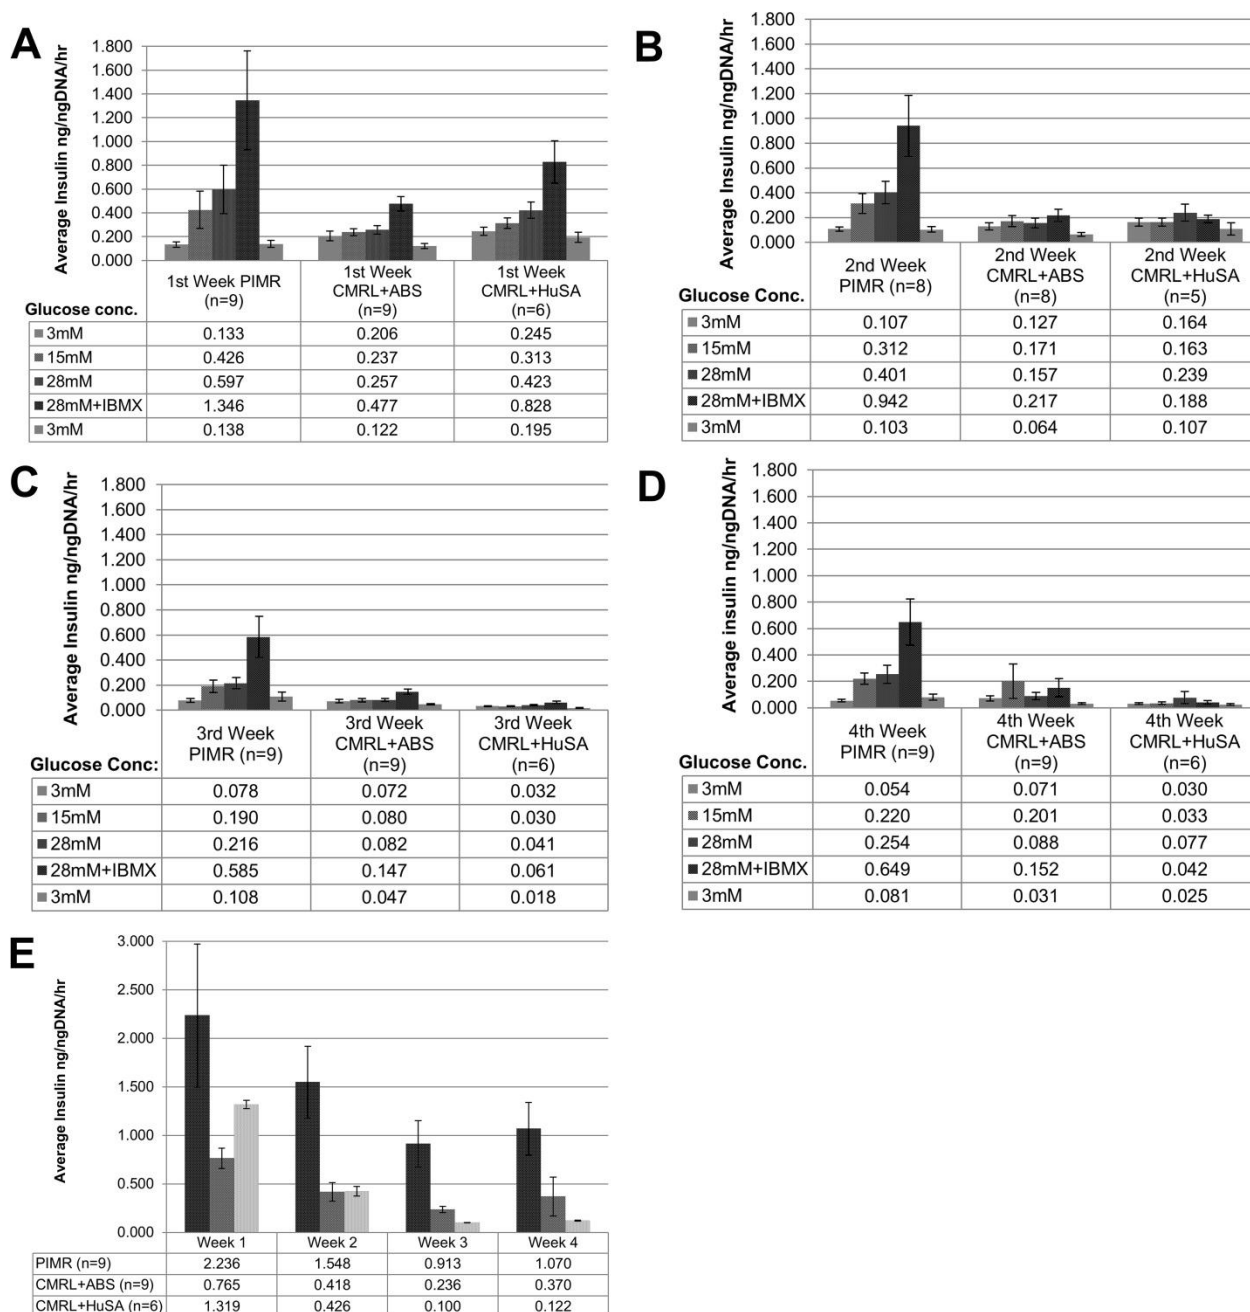 A
Average Insulin ng/ngDNA/hr
1.800
1.600
1.400
1.200
1.000
0.800
0.600
0.400
0.200
0.000
1st Week PIMR (n=9)
1st Week CMRL+ABS (n=9)
1st Week CMRL+HuSA (n=6)
Glucose conc.
3mM 0.133 0.206 0.245
15mM 0.426 0.237 0.313
28mM 0.597 0.257 0.423
28mM+IBMX 1.346 0.477 0.828
3mM 0.138 0.122 0.195
B
Average Insulin ng/ngDNA/hr
1.800
1.600
1.400
1.200
1.000
0.800
0.600
0.400
0.200
0.000
2nd Week PIMR (n=8)
2nd Week CMRL+ABS (n=8)
2nd Week CMRL+HuSA (n=5)
Glucose Conc.
3mM 0.107 0.127 0.164
15mM 0.312 0.171 0.163
28mM 0.401 0.157 0.239
28mM+IBMX 0.942 0.217 0.188
3mM 0.103 0.064 0.107
C
Average Insulin ng/ngDNA/hr
1.800
1.600
1.400
1.200
1.000
0.800
0.600
0.400
0.200
0.000
3rd Week PIMR (n=9)
3rd Week CMRL+ABS (n=9)
3rd Week CMRL+HuSA (n=6)
Glucose Conc:
3mM 0.078 0.072 0.032
15mM 0.190 0.080 0.030
28mM 0.216 0.082 0.041
28mM+IBMX 0.585 0.147 0.061
3mM 0.108 0.047 0.018
D
Average insulin ng/ngDNA/hr
1.800
1.600
1.400
1.200
1.000
0.800
0.600
0.400
0.200
0.000
4th Week PIMR (n=9)
4th Week CMRL+ABS (n=9)
4th Week CMRL+HuSA (n=6)
Glucose Conc.
3mM 0.054 0.071 0.030
15mM 0.220 0.201 0.033
28mM 0.254 0.088 0.077
28mM+IBMX 0.649 0.152 0.042
3mM 0.081 0.031 0.025
E
Average Insulin ng/ngDNA/hr
3.000
2.500
2.000
1.500
1.000
0.500
0.000
Week 1 Week 2 Week 3 Week 4
PIMR (n=9) 2.236 1.548 0.913 1.070
CMRL+ABS (n=9) 0.765 0.418 0.236 0.370
CMRL+HuSA (n=6) 1.319 0.426 0.100 0.122